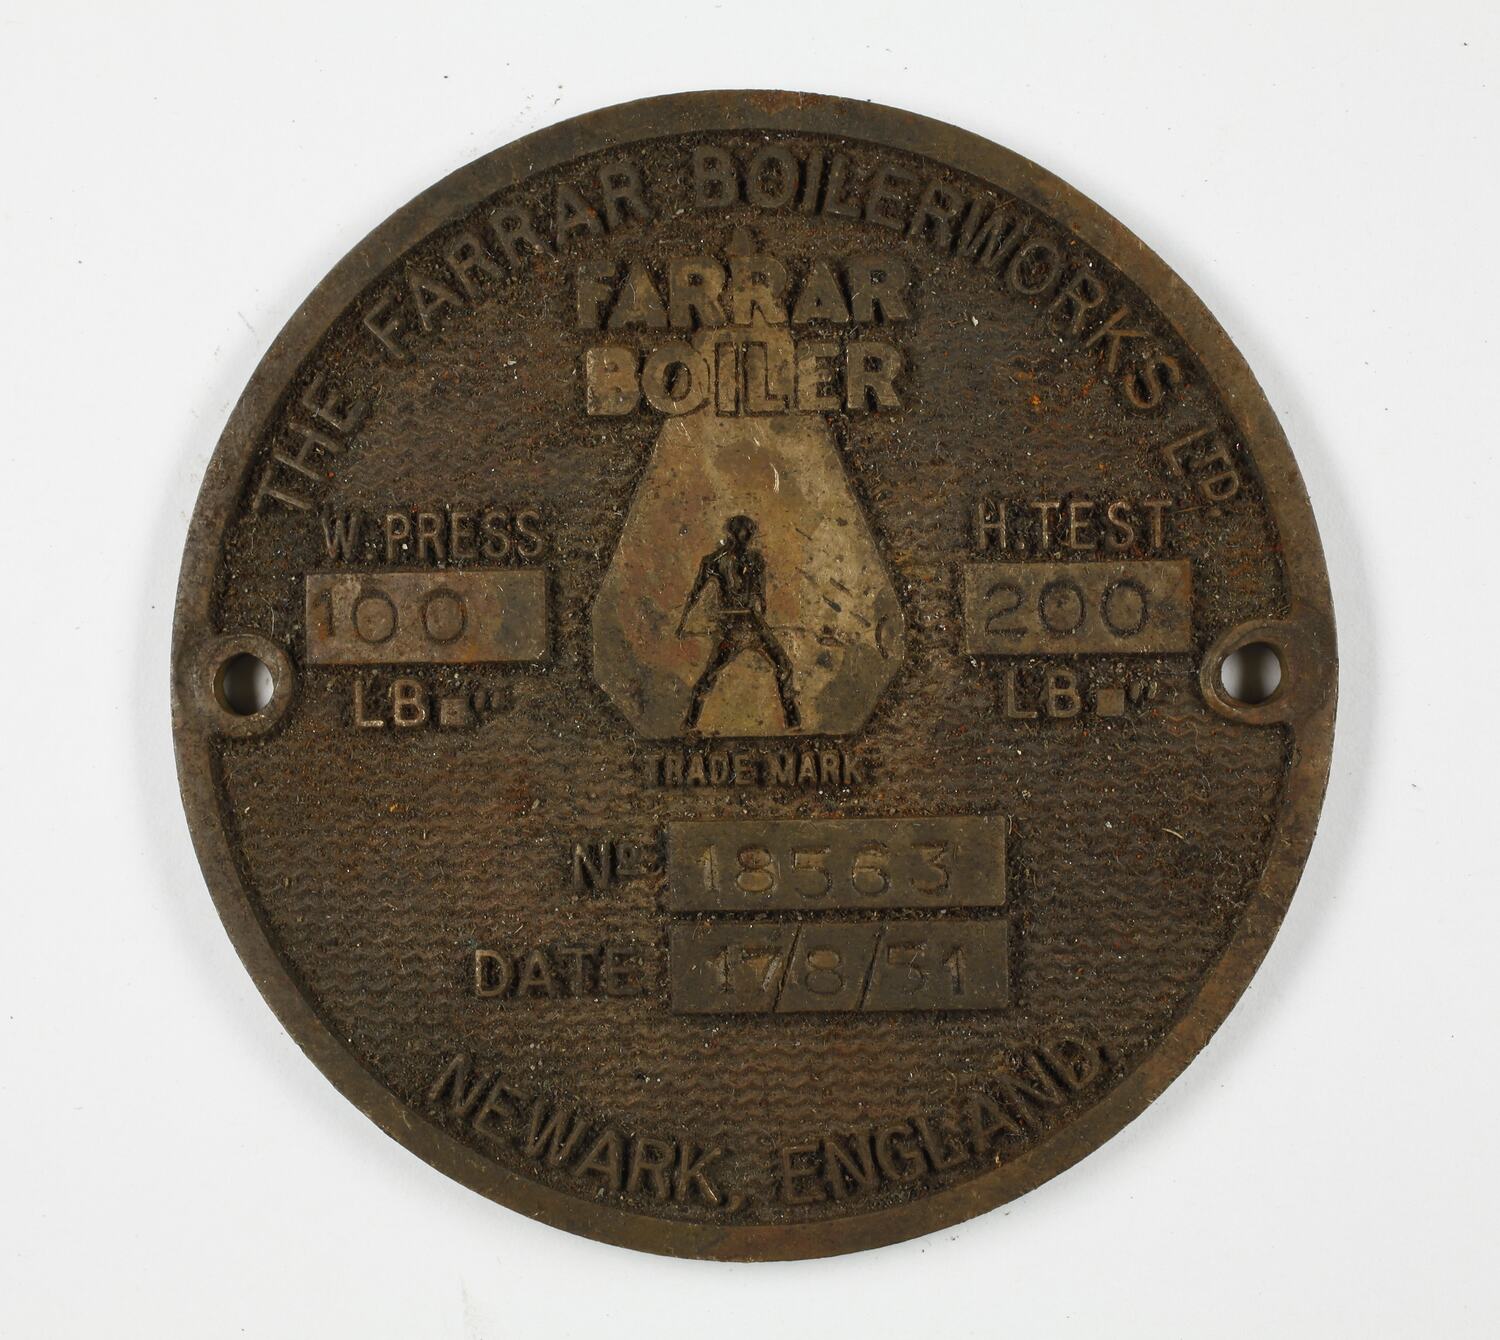 THE FARRAR BOILERWORKS LTD.
FARRAR
BOILER
W. PRESS
100
LB.■"
H. TEST
200
LB.■"
TRADE MARK
No 18563
DATE 17/8/51
NEWARK, ENGLAND.